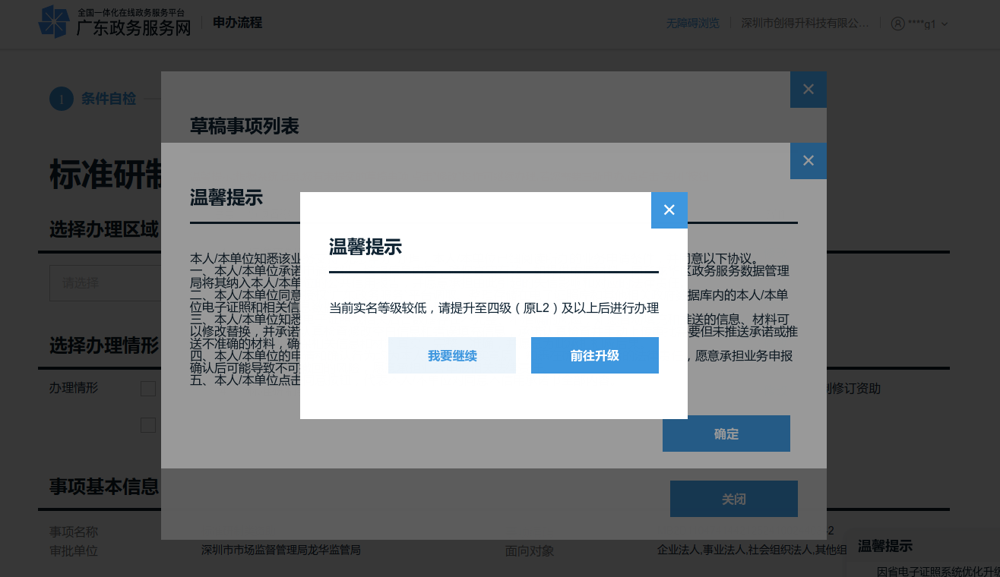 全国一体化在线政务服务平台
广东政务服务网
申办流程
无障碍浏览
深圳市创得升科技有限公...
****g1
1
条件自检
草稿事项列表
标准研制
选择办理区域
请选择
温馨提示
本人/本单位知悉该业
意以下协议。
一、本人/本单位承诺
区政务服务数据管理
局将其纳入本人/本单
二、本人/本单位同意
据库内的本人/本单
位电子证照和相关信
三、本人/本单位知悉
推送的信息、材料可
以修改替换，并承诺
要但未推送承诺或推
送不准确的材料，确
四、本人/本单位的申
，愿意承担业务申报
确认后可能导致不可
五、本人/本单位点击
温馨提示
当前实名等级较低，请提升至四级（原L2）及以上后进行办理
我要继续
前往升级
确定
关闭
选择办理情形
办理情形
修订资助
事项基本信息
事项名称
2
审批单位
深圳市市场监督管理局龙华监管局
面向对象
企业法人,事业法人,社会组织法人,其他组
温馨提示
因省电子证照系统优化升级